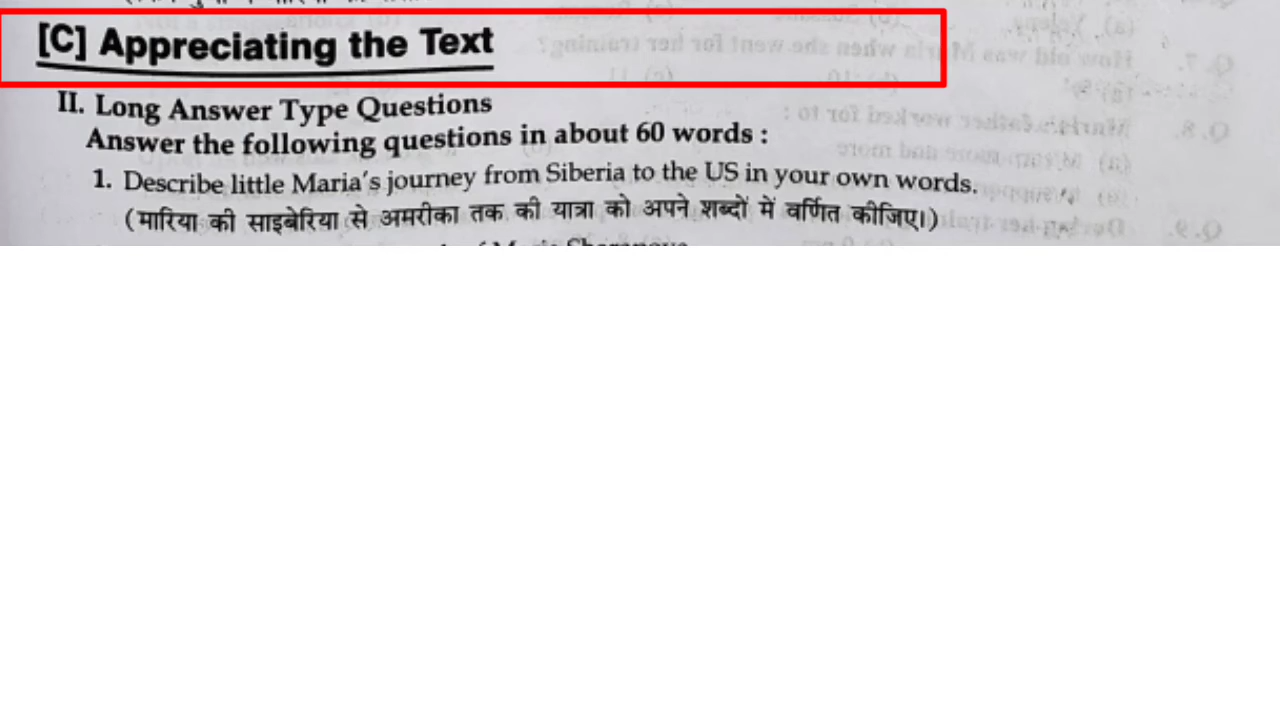 [C] Appreciating the Text
II. Long Answer Type Questions
Answer the following questions in about 60 words :
1. Describe little Maria's journey from Siberia to the US in your own words.
(मारिया की साइबेरिया से अमरीका तक की यात्रा को अपने शब्दों में वर्णित कीजिए।)